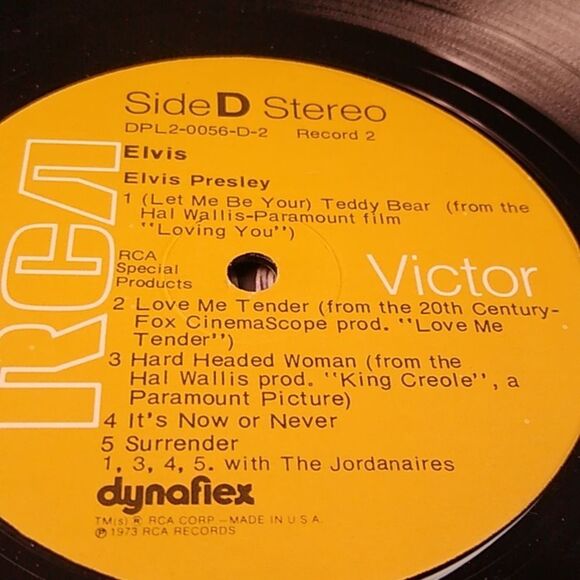 Side D Stereo
DPL2-0056-D-2 Record 2
Elvis
Elvis Presley
1 (Let Me Be Your) Teddy Bear (from the
Hal Wallis-Paramount film
"Loving You")
RCA
Special
Products
RCA
Victor
2 Love Me Tender (from the 20th Century-
Fox CinemaScope prod. "Love Me
Tender")
3 Hard Headed Woman (from the
Hal Wallis prod. "King Creole", a
Paramount Picture)
4 It's Now or Never
5 Surrender
1, 3, 4, 5. with The Jordanaires
dynaflex
TM(s) ® RCA CORP.-MADE IN U.S.A.
℗ 1973 RCA RECORDS